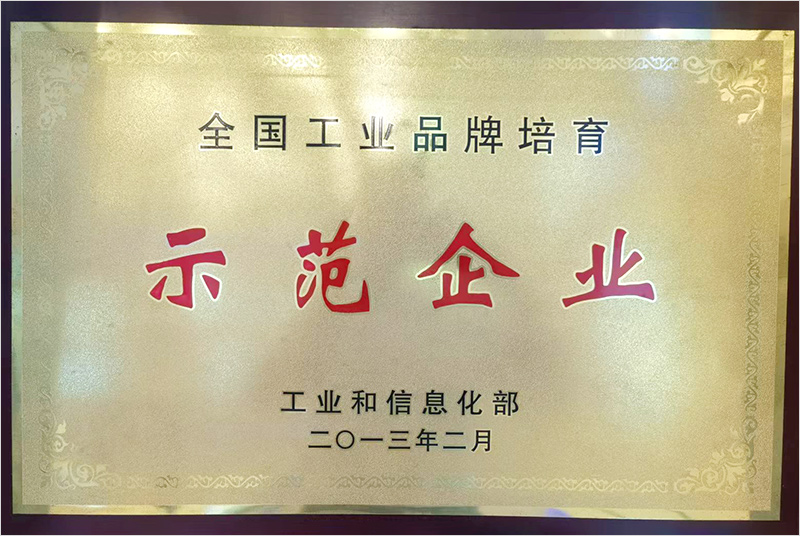 全国工业品牌培育
示范企业
工业和信息化部
二〇一三年二月